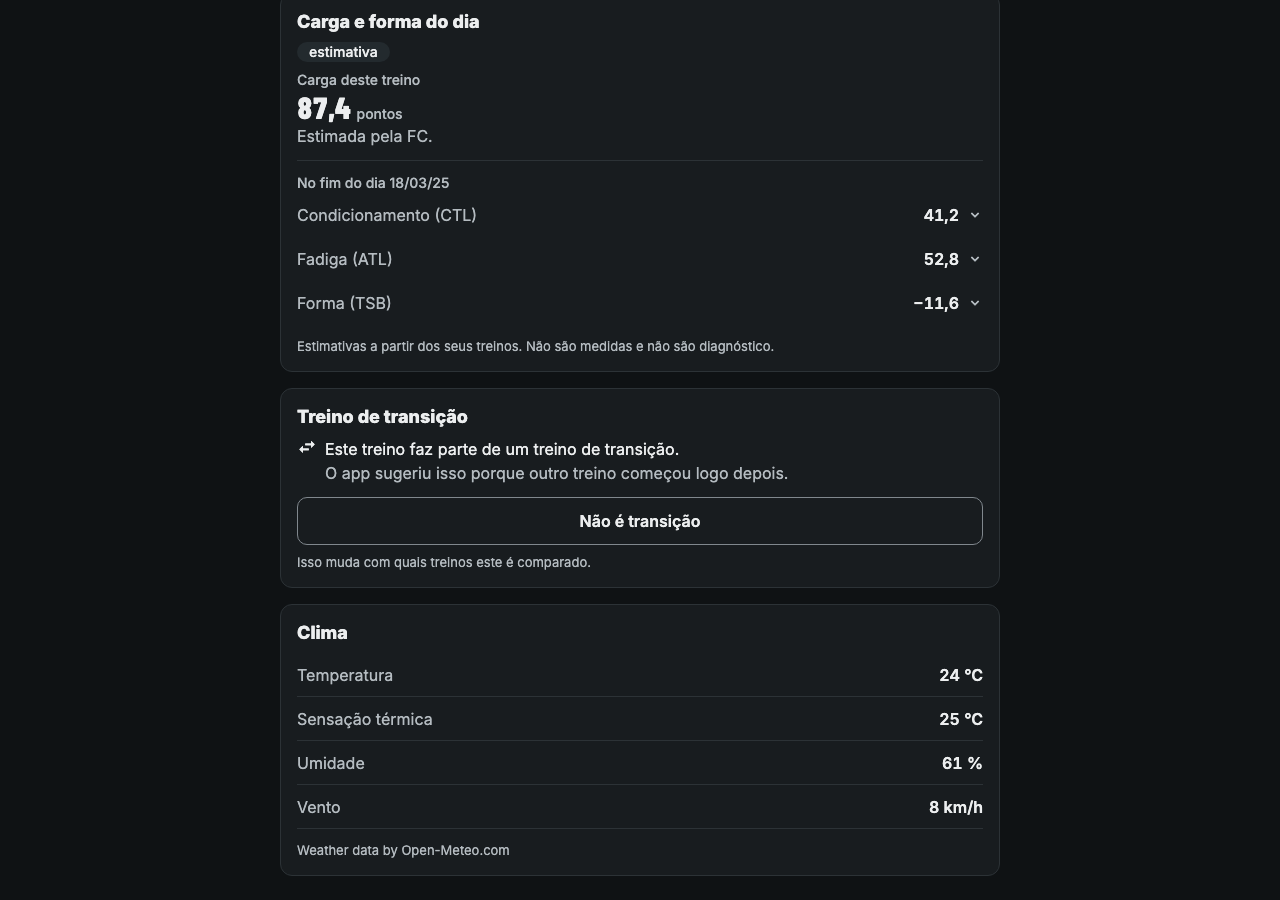 Carga e forma do dia
estimativa
Carga deste treino
87,4 pontos
Estimada pela FC.
No fim do dia 18/03/25
Condicionamento (CTL) 41,2
Fadiga (ATL) 52,8
Forma (TSB) −11,6
Estimativas a partir dos seus treinos. Não são medidas e não são diagnóstico.
Treino de transição
Este treino faz parte de um treino de transição.
O app sugeriu isso porque outro treino começou logo depois.
Não é transição
Isso muda com quais treinos este é comparado.
Clima
Temperatura 24 °C
Sensação térmica 25 °C
Umidade 61 %
Vento 8 km/h
Weather data by Open-Meteo.com